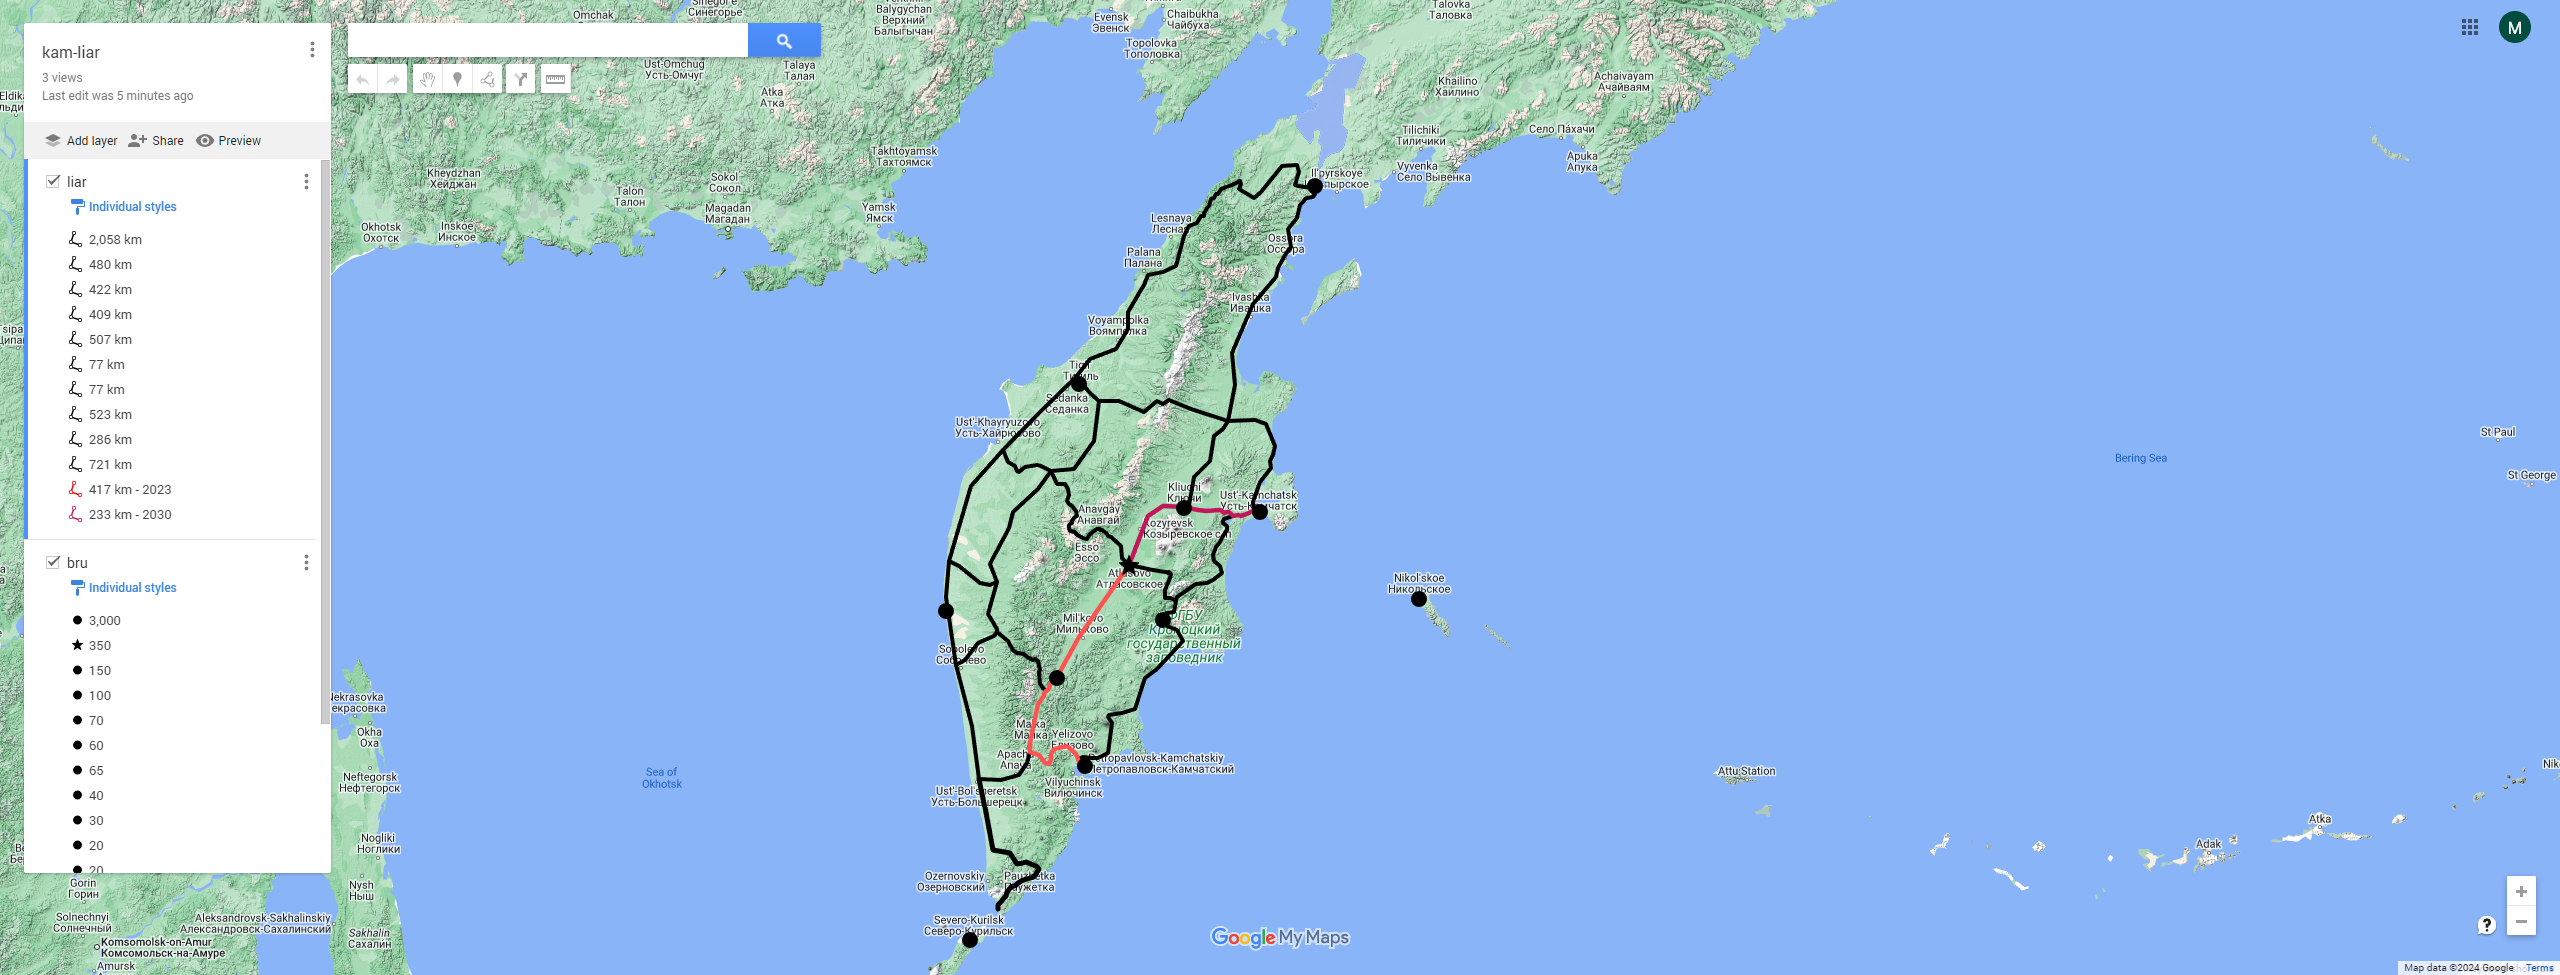 kam-liar
3 views
Last edit was 5 minutes ago
Add layer
Share
Preview
liar
Individual styles
2,058 km
480 km
422 km
409 km
507 km
77 km
77 km
523 km
286 km
721 km
417 km - 2023
233 km - 2030
bru
Individual styles
3,000
350
150
100
70
60
65
40
30
20
20
M
Omchak
Синегорье
Balygychan
Верхний
Балыгычан
Evensk
Эвенск
Chaibukha
Чайбуха
Topolovka
Тополовка
Talovka
Таловка
Ust-Omchug
Усть-Омчуг
Talaya
Талая
Atka
Атка
Khailino
Хаилино
Achaivayam
Ачайваям
Tilichiki
Тиличики
Село Па́хачи
Apuka
Апука
Vyvenka
Село Вывенка
Il'pyrskoye
Takhtoyamsk
Тахтоямск
Kheydzhan
Хейджан
Sokol
Сокол
Talon
Талон
Magadan
Магадан
Yamsk
Ямск
Okhotsk
Охотск
Inskoe
Инское
Lesnaya
Лесная
Palana
Палана
Ossora
Оссора
Ivashka
Ивашка
Voyampolka
Воямполка
Sedanka
Седанка
Ust'-Khayryuzovo
Усть-Хайрюзово
Kliuchi
Ключи
Ust'-Kamchatsk
Усть-Камчатск
Anavgay
Анавгай
Kozyrevsk
Козыревское сп
Esso
Эссо
Atlasovo
Атласовское
Mil'kovo
Мильково
ФГБУ
Кроноцкий
государственный
заповедник
Nikol'skoe
Никольское
Sobolevo
Соболево
Malka
Малка
Yelizovo
Елизово
Apacha
Апача
Petropavlovsk-Kamchatskiy
Петропавловск-Камчатский
Vilyuchinsk
Вилючинск
Ust'-Bol'sheretsk
Усть-Большерецк
Ozernovskiy
Озерновский
Pauzhetka
Паужетка
Severo-Kurilsk
Северо-Курильск
Sea of
Okhotsk
Bering Sea
St Paul
St George
Attu Station
Atka
Adak
Nekrasovka
Некрасовка
Okha
Оха
Neftegorsk
Нефтегорск
Nogliki
Ноглики
Nysh
Ныш
Gorin
Горин
Solnechnyi
Солнечный
Aleksandrovsk-Sakhalinskiy
Александровск-Сахалинский
Sakhalin
Сахалин
Komsomolsk-on-Amur
Комсомольск-на-Амуре
Amursk
Google My Maps
+
−
?
Map data ©2024 Google
Terms